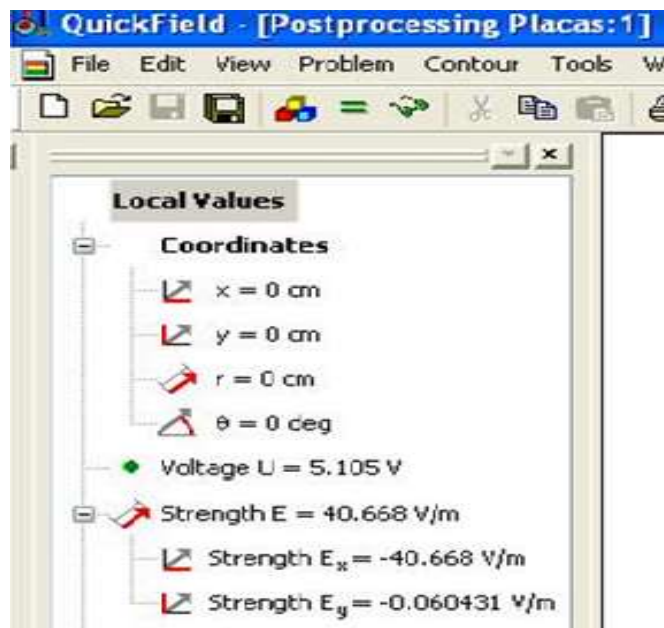 QuickField - [Postprocessing Placas:1]
File Edit View Problem Contour Tools W
Local Values
Coordinates
x = 0 cm
y = 0 cm
r = 0 cm
θ = 0 deg
Voltage U = 5.105 V
Strength E = 40.668 V/m
Strength Ex = -40.668 V/m
Strength Ey = -0.060431 V/m